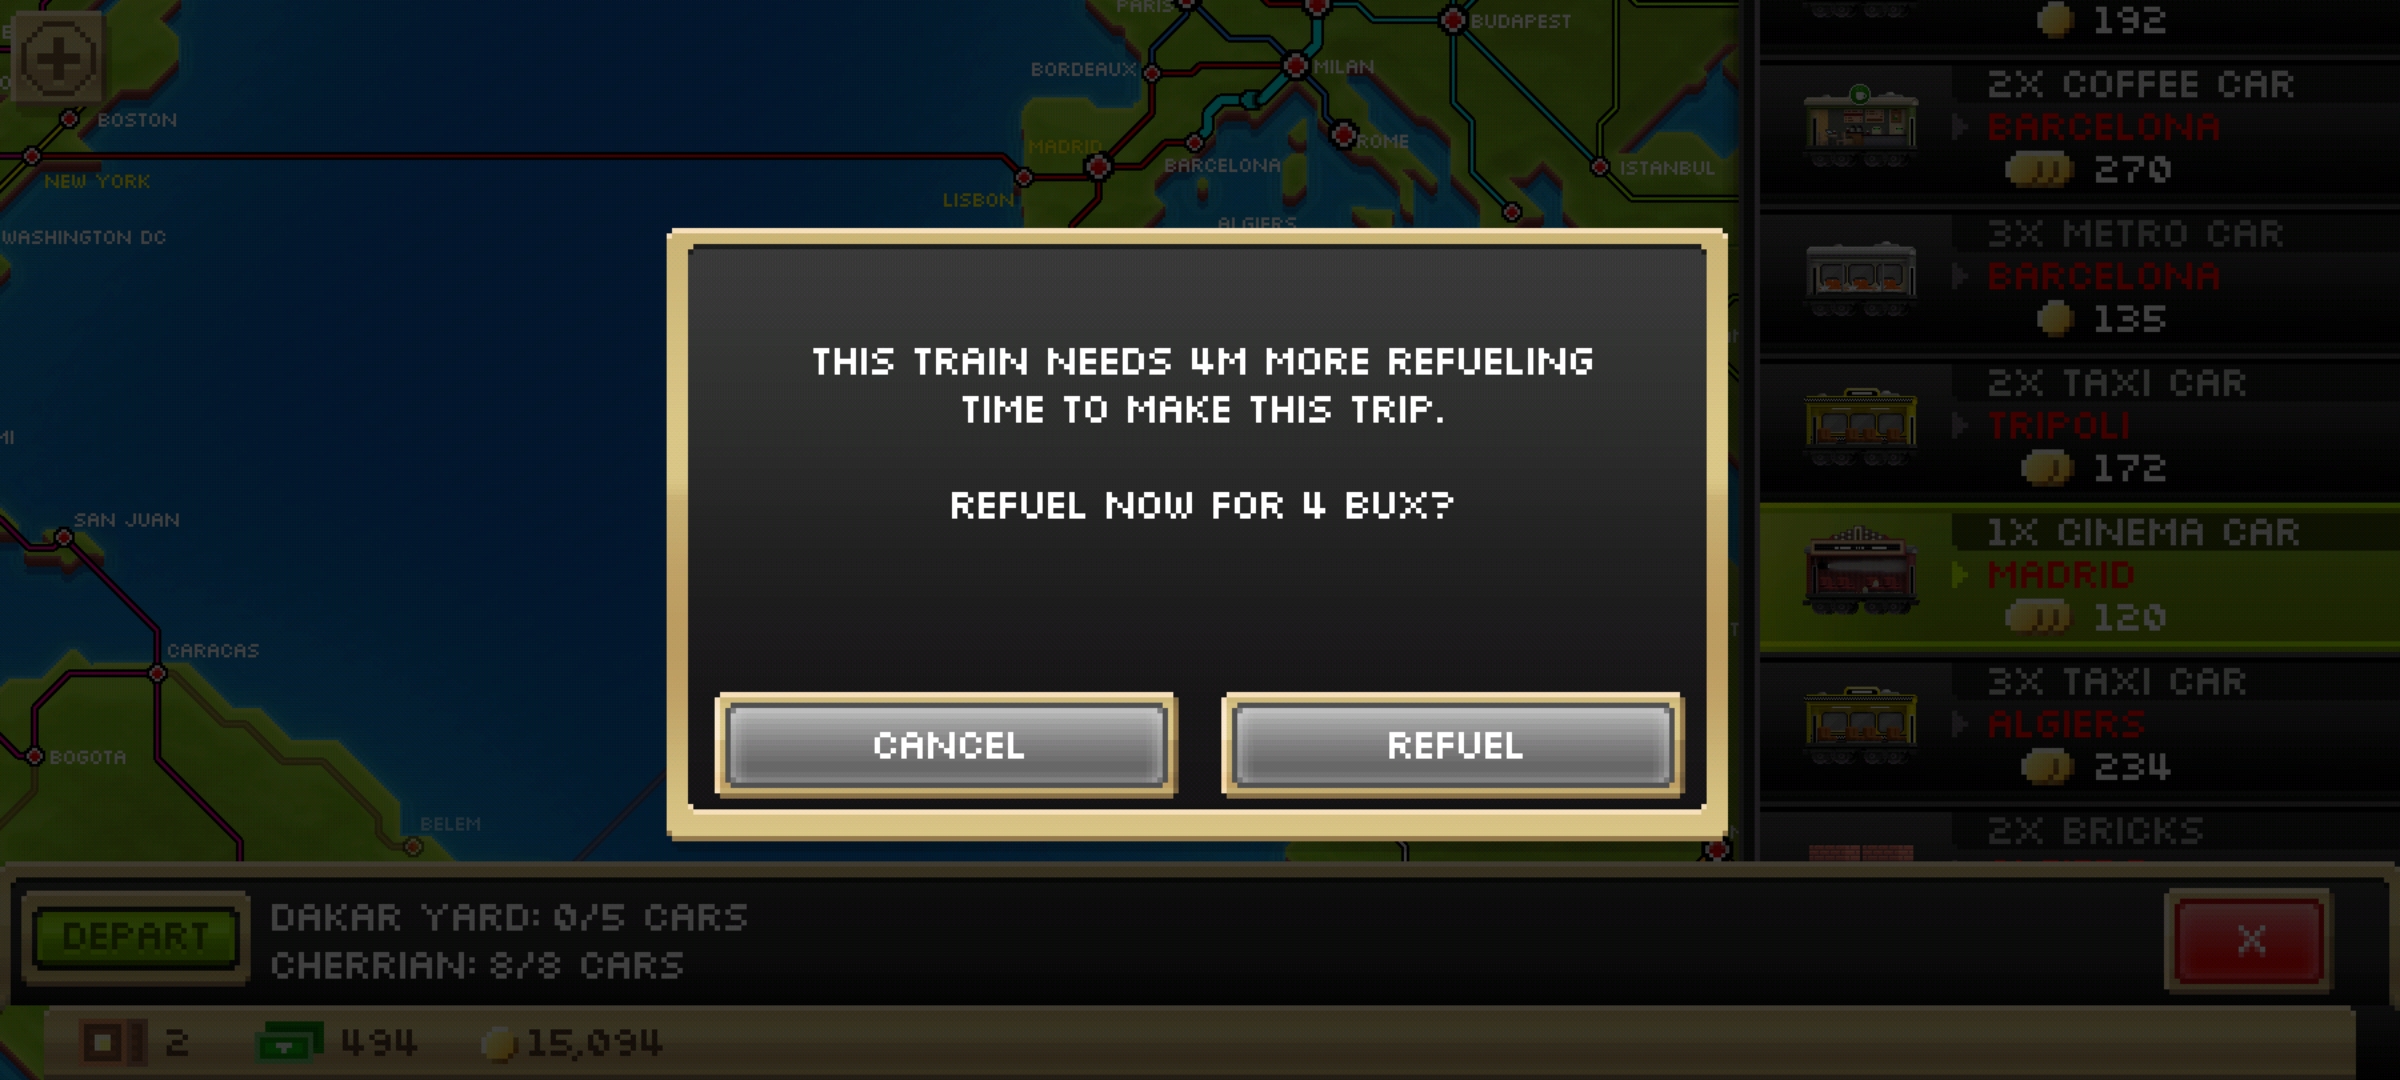 PARIS
BUDAPEST
192
BORDEAUX
MILAN
2X COFFEE CAR
BOSTON
BARCELONA
MADRID
ROME
BARCELONA
ISTANBUL
270
NEW YORK
LISBON
ALGIERS
WASHINGTON DC
3X METRO CAR
BARCELONA
135
THIS TRAIN NEEDS 4M MORE REFUELING
TIME TO MAKE THIS TRIP.
REFUEL NOW FOR 4 BUX?
2X TAXI CAR
TRIPOLI
172
SAN JUAN
1X CINEMA CAR
MADRID
120
CARACAS
3X TAXI CAR
ALGIERS
234
BOGOTA
CANCEL
REFUEL
BELEM
2X BRICKS
DEPART
DAKAR YARD: 0/5 CARS
CHERRIAN: 8/8 CARS
X
2
494
15,094